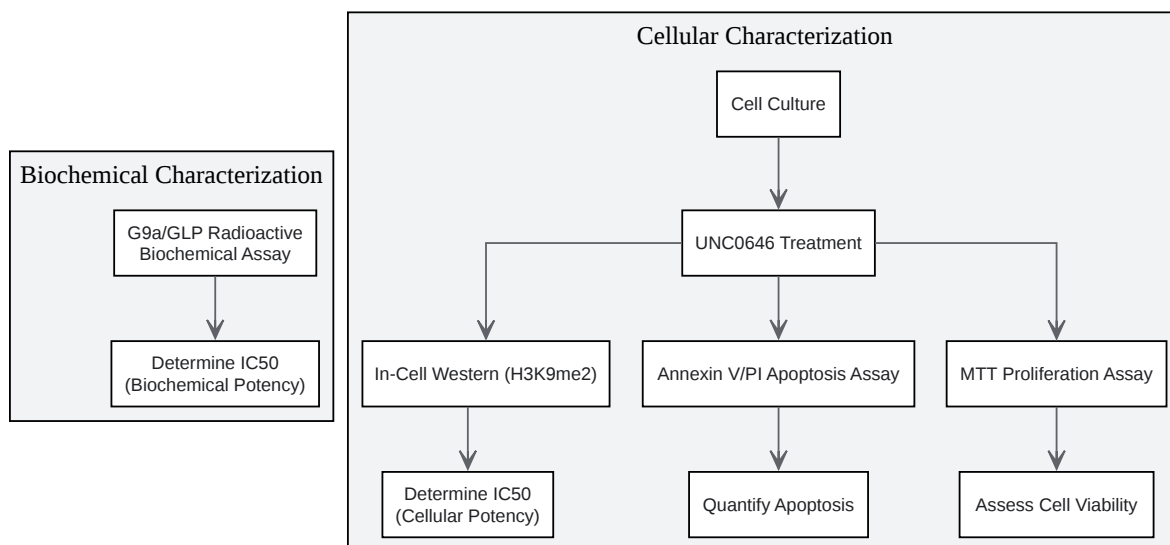 Biochemical Characterization
G9a/GLP Radioactive
Biochemical Assay
Determine IC50
(Biochemical Potency)
Cellular Characterization
Cell Culture
UNC0646 Treatment
In-Cell Western (H3K9me2)
Annexin V/PI Apoptosis Assay
MTT Proliferation Assay
Determine IC50
(Cellular Potency)
Quantify Apoptosis
Assess Cell Viability